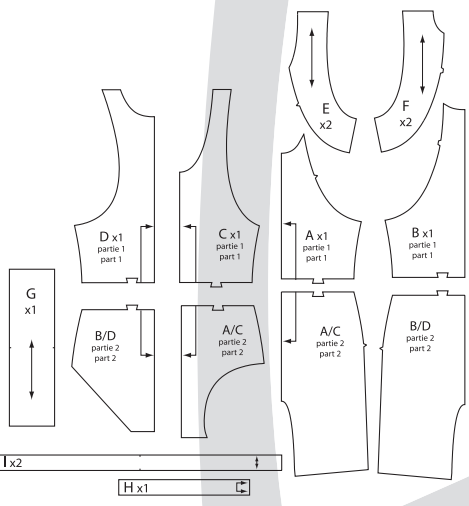 E
x2
F
x2
D x1
partie 1
part 1
C x1
partie 1
part 1
A x1
partie 1
part 1
B x1
partie 1
part 1
G
x1
B/D
partie 2
part 2
A/C
partie 2
part 2
A/C
partie 2
part 2
B/D
partie 2
part 2
I x2
H x1